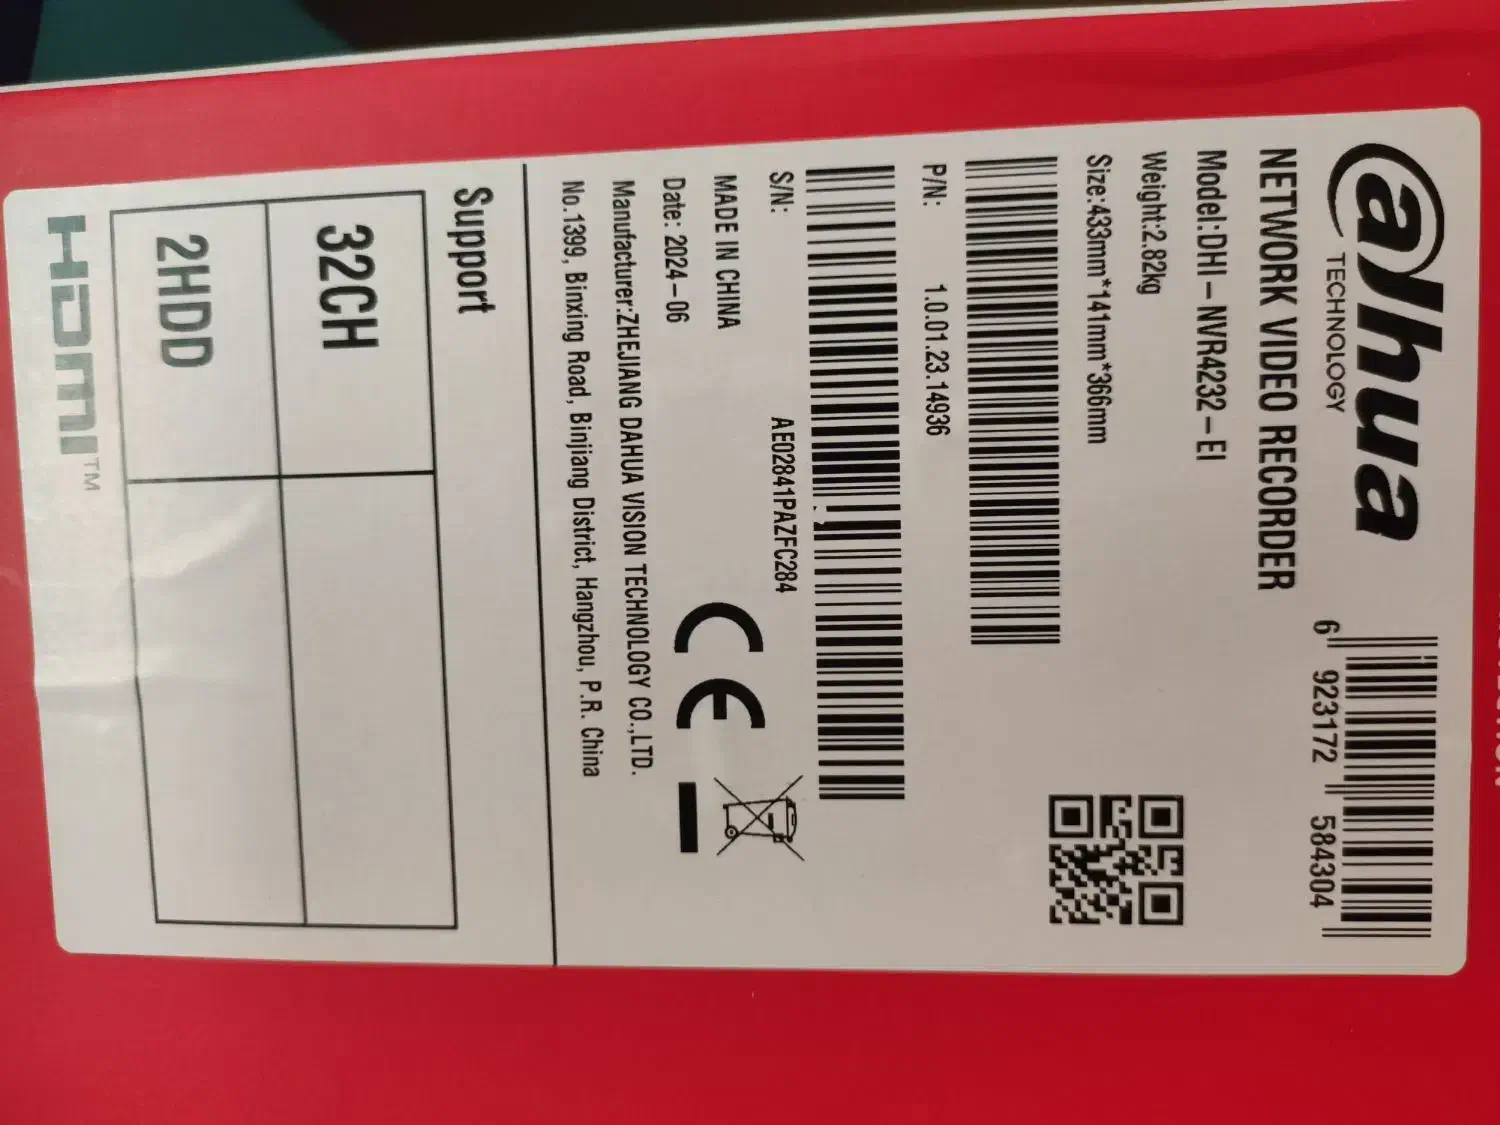 alhua
TECHNOLOGY
6 923172 584304
NETWORK VIDEO RECORDER
Model:DHI-NVR4232-EI
Weight:2.82kg
Size:433mm*141mm*366mm
P/N: 1.0.01.23.14936
S/N: AE02841PAZFC284
MADE IN CHINA
Date: 2024-06
Manufacturer:ZHEJIANG DAHUA VISION TECHNOLOGY CO.,LTD.
No.1399, Binxing Road, Binjiang District, Hangzhou, P.R. China
CE
Support
32CH
2HDD
HDMI™